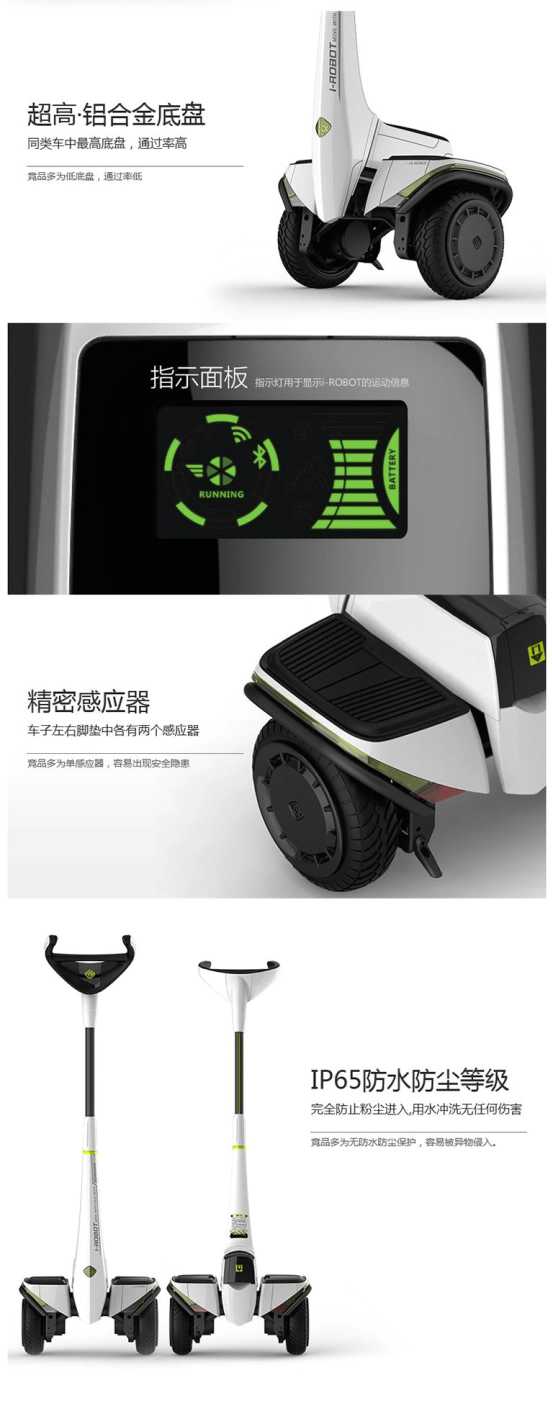 I-ROBOT
超高·铝合金底盘
同类车中最高底盘，通过率高
竞品多为低底盘，通过率低
指示面板 指示灯用于显示i-ROBOT的运动信息
RUNNING
BATTERY
精密感应器
车子左右脚垫中各有两个感应器
竞品多为单感应器，容易出现安全隐患
IP65防水防尘等级
完全防止粉尘进入,用水冲洗无任何伤害
竞品多为无防水防尘保护，容易被异物侵入。
I-ROBOT